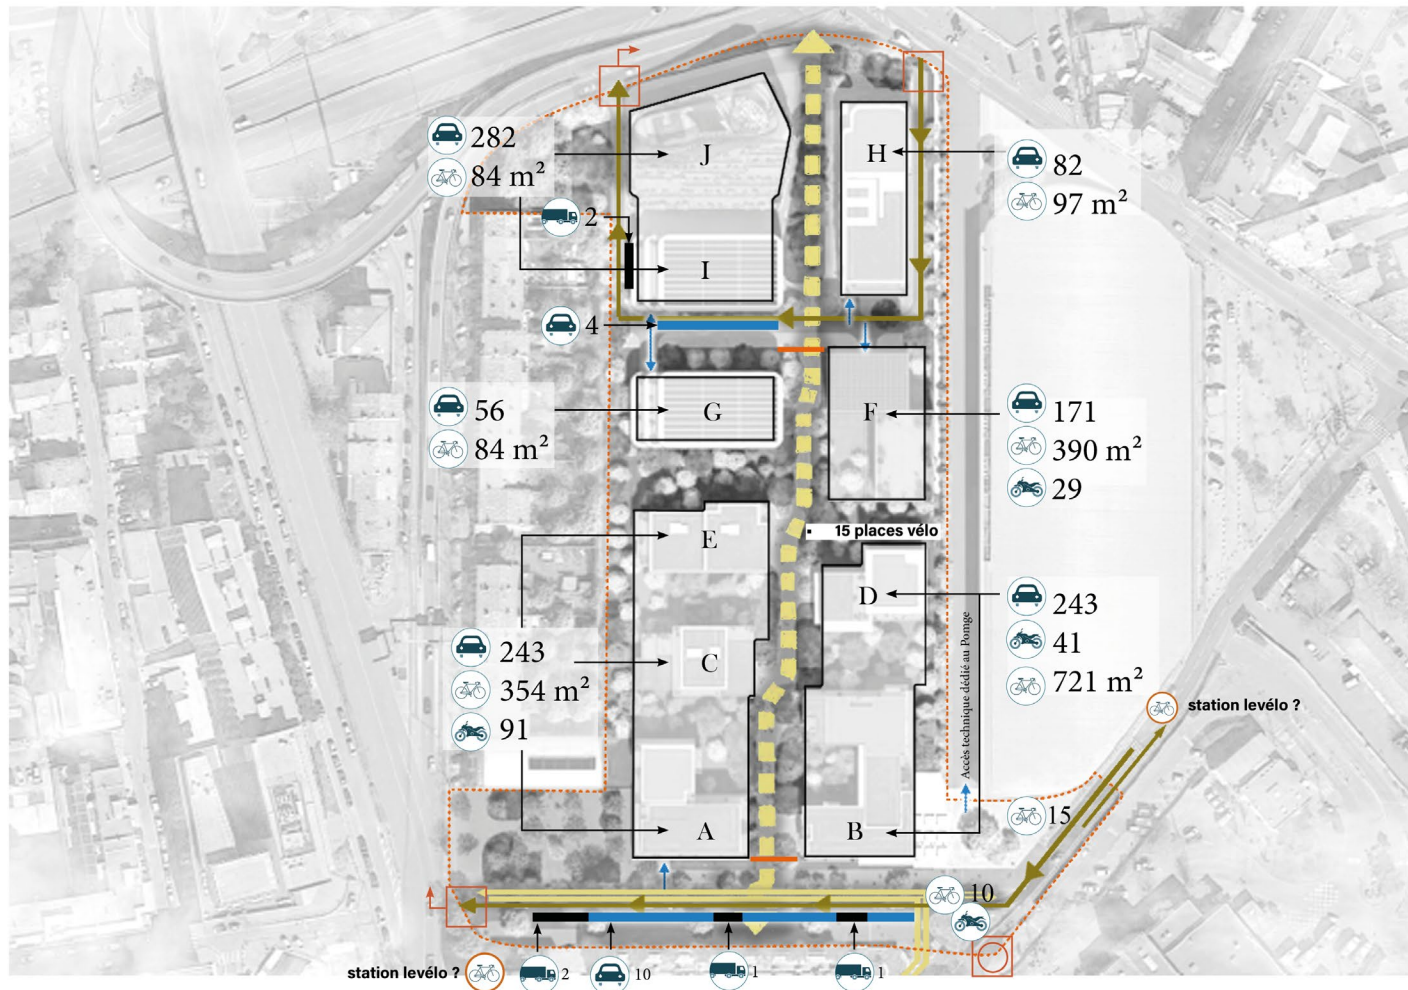 282
84 m²
J
H
82
97 m²
2
I
4
56
84 m²
G
F
171
390 m²
29
15 places vélo
E
D
243
41
721 m²
C
243
354 m²
91
station levélo ?
Accès technique dédié au Pomge
A
B
15
10
station levélo ?
2
10
1
1